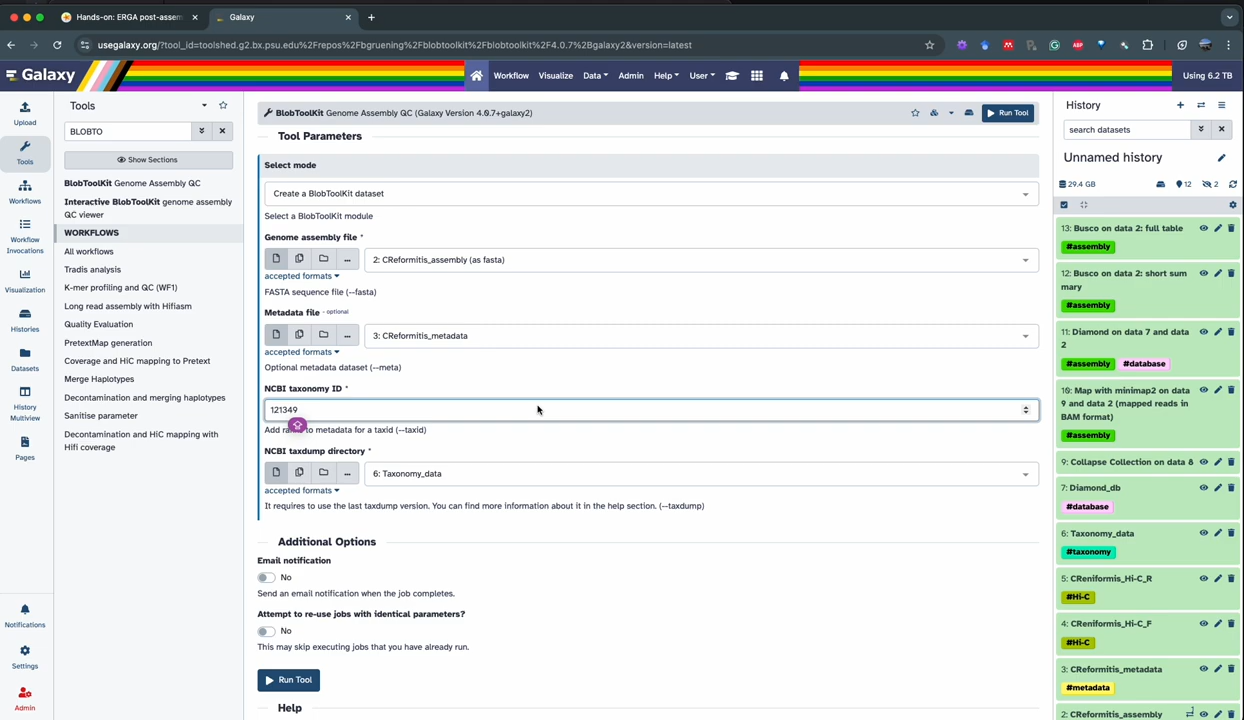 Hands-on: ERGA post-assem
Galaxy
usegalaxy.org/?tool_id=toolshed.g2.bx.psu.edu%2Frepos%2Fbgruening%2Fblobtoolkit%2Fblobtoolkit%2F4.0.7%2Bgalaxy2&version=latest
Galaxy
Workflow
Visualize
Data
Admin
Help
User
Using 6.2 TB
Upload
Tools
Workflows
Workflow
Invocations
Visualization
Histories
Datasets
History
Multiview
Pages
Notifications
Settings
Admin
Tools
BLOBTO
Show Sections
BlobToolKit Genome Assembly QC
Interactive BlobToolKit genome assembly
QC viewer
WORKFLOWS
All workflows
Tradis analysis
K-mer profiling and QC (WF1)
Long read assembly with Hifiasm
Quality Evaluation
PretextMap generation
Coverage and HiC mapping to Pretext
Merge Haplotypes
Decontamination and merging haplotypes
Sanitise parameter
Decontamination and HiC mapping with
Hifi coverage
BlobToolKit Genome Assembly QC (Galaxy Version 4.0.7+galaxy2)
Run Tool
Tool Parameters
Select mode
Create a BlobToolKit dataset
Select a BlobToolKit module
Genome assembly file *
2: CReformitis_assembly (as fasta)
accepted formats
FASTA sequence file (--fasta)
Metadata file - optional
3: CReformitis_metadata
accepted formats
Optional metadata dataset (--meta)
NCBI taxonomy ID *
121349
to metadata for a taxid (--taxid)
NCBI taxdump directory *
6: Taxonomy_data
accepted formats
It requires to use the last taxdump version. You can find more information about it in the help section. (--taxdump)
Additional Options
Email notification
No
Send an email notification when the job completes.
Attempt to re-use jobs with identical parameters?
No
This may skip executing jobs that you have already run.
Run Tool
Help
History
search datasets
Unnamed history
29.4 GB
12
2
13: Busco on data 2: full table
#assembly
12: Busco on data 2: short sum
mary
#assembly
11: Diamond on data 7 and data
2
#assembly
#database
10: Map with minimap2 on data
9 and data 2 (mapped reads in
BAM format)
#assembly
9: Collapse Collection on data 8
7: Diamond_db
#database
6: Taxonomy_data
#taxonomy
5: CReniformis_Hi-C_R
#Hi-C
4: CReniformis_Hi-C_F
#Hi-C
3: CReformitis_metadata
#metadata
2: CReformitis_assembly